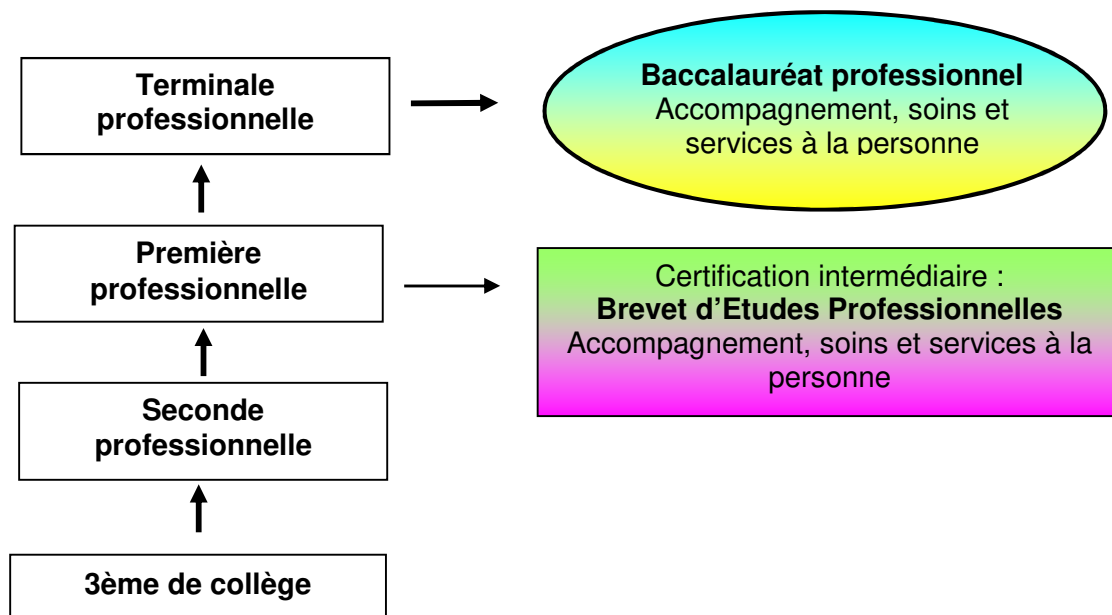 Terminale
professionnelle
Baccalauréat professionnel
Accompagnement, soins et
services à la personne
Première
professionnelle
Certification intermédiaire :
Brevet d’Etudes Professionnelles
Accompagnement, soins et services à la
personne
Seconde
professionnelle
3ème de collège